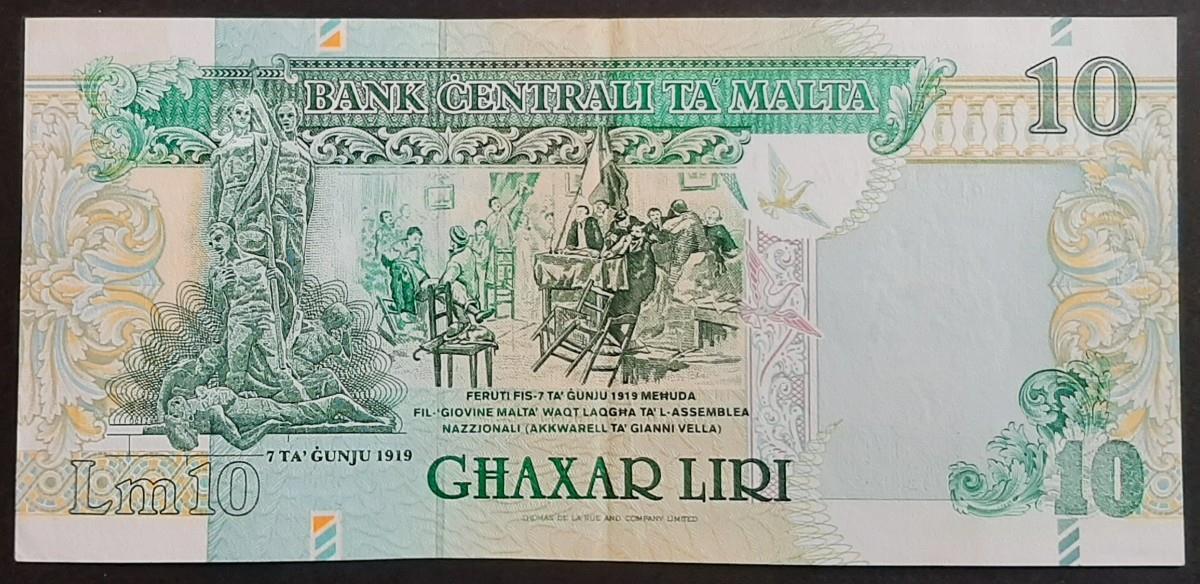 BANK ĊENTRALI TA' MALTA
10
FERUTI FIS-7 TA' ĠUNJU 1919 MEĦUDA
FIL-'GIOVINE MALTA' WAQT LAQGĦA TA' L-ASSEMBLEA
NAZZJONALI (AKKWARELL TA' GIANNI VELLA)
7 TA' ĠUNJU 1919
Lm10
GĦAXAR LIRI
10
THOMAS DE LA RUE AND COMPANY LIMITED